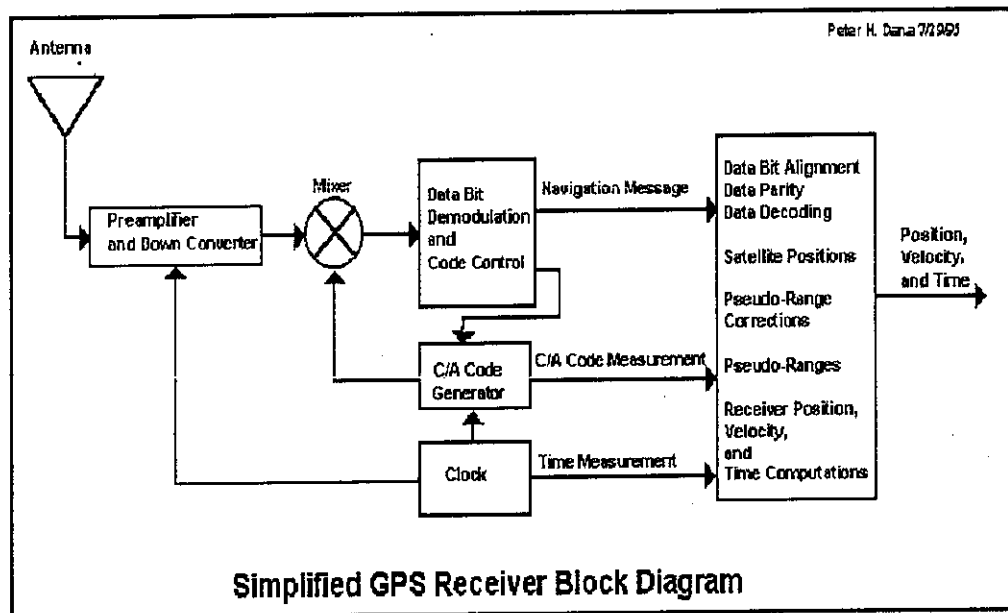 Peter H. Dana 7/29/95
Antenna
Mixer
Preamplifier
and Down Converter
Data Bit
Demodulation
and
Code Control
Navigation Message
C/A Code
Generator
C/A Code Measurement
Clock
Time Measurement
Data Bit Alignment
Data Parity
Data Decoding
Satellite Positions
Pseudo-Range
Corrections
Pseudo-Ranges
Receiver Position,
Velocity,
and
Time Computations
Position,
Velocity,
and Time
Simplified GPS Receiver Block Diagram